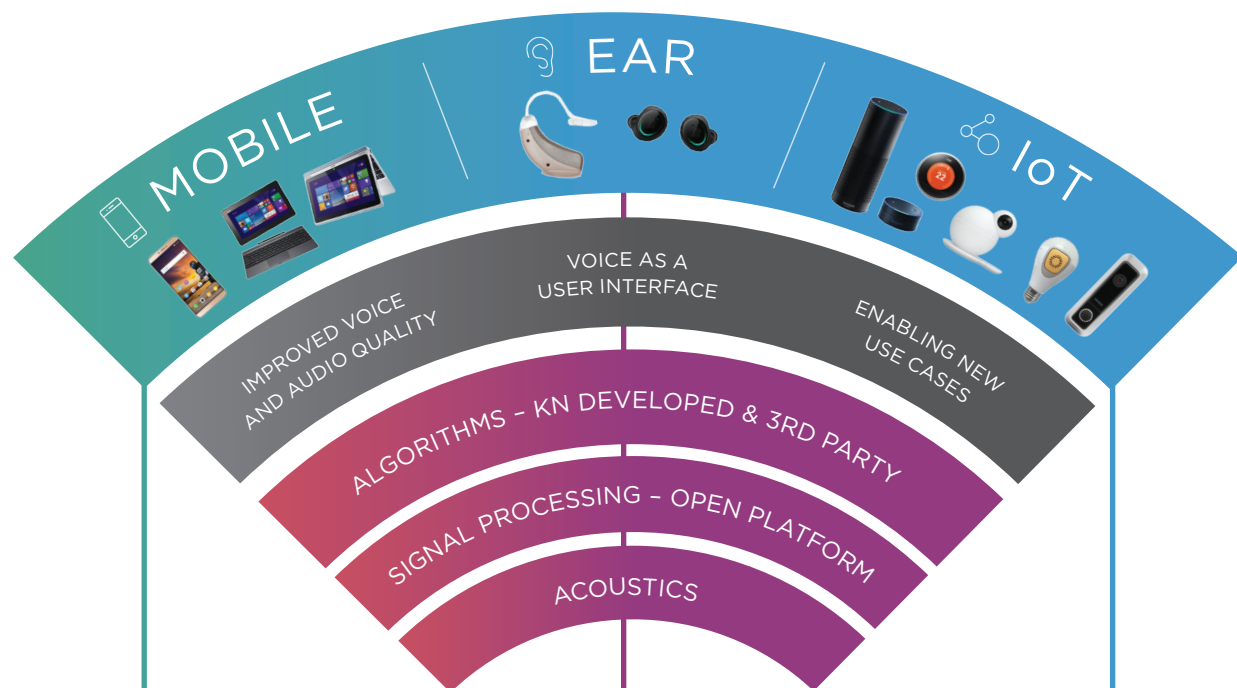 MOBILE
EAR
IoT
22
IMPROVED VOICE
AND AUDIO QUALITY
VOICE AS A
USER INTERFACE
ENABLING NEW
USE CASES
ALGORITHMS – KN DEVELOPED & 3RD PARTY
SIGNAL PROCESSING – OPEN PLATFORM
ACOUSTICS